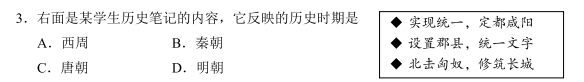 3．右面是某学生历史笔记的内容，它反映的历史时期是
A．西周 B．秦朝
C．唐朝 D．明朝
◆ 实现统一，定都咸阳
◆ 设置郡县，统一文字
◆ 北击匈奴，修筑长城